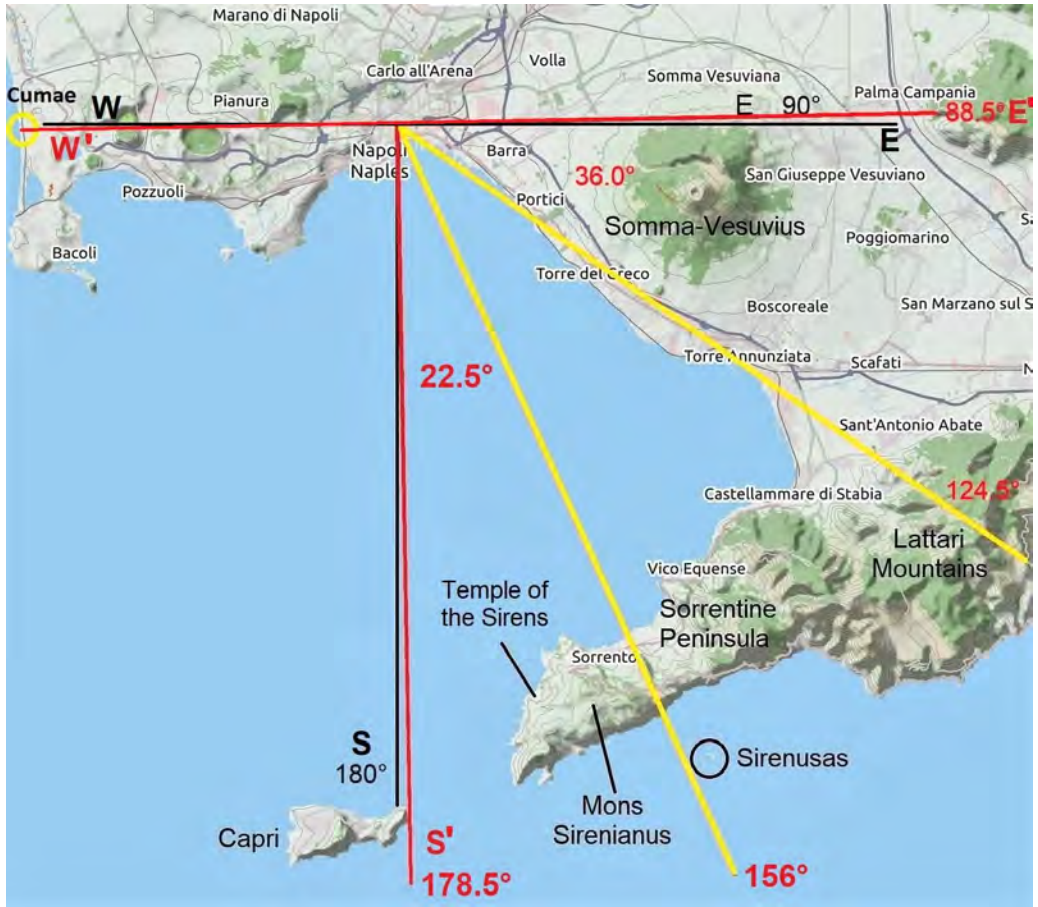 Marano di Napoli
Carlo all'Arena
Volla
Somma Vesuviana
Palma Campania
Cumae
W
Pianura
E 90°
88.5° E'
W'
E
Napoli
Naples
Barra
San Giuseppe Vesuviano
36.0°
Pozzuoli
Portici
Somma-Vesuvius
Poggiomarino
Bacoli
Torre del Greco
Boscoreale
San Marzano sul S
Torre Annunziata
Scafati
22.5°
Sant'Antonio Abate
124.5°
Castellammare di Stabia
Lattari
Mountains
Vico Equense
Temple of
the Sirens
Sorrentine
Peninsula
Sorrento
S
180°
Sirenusas
Mons
Sirenianus
Capri
S'
178.5°
156°